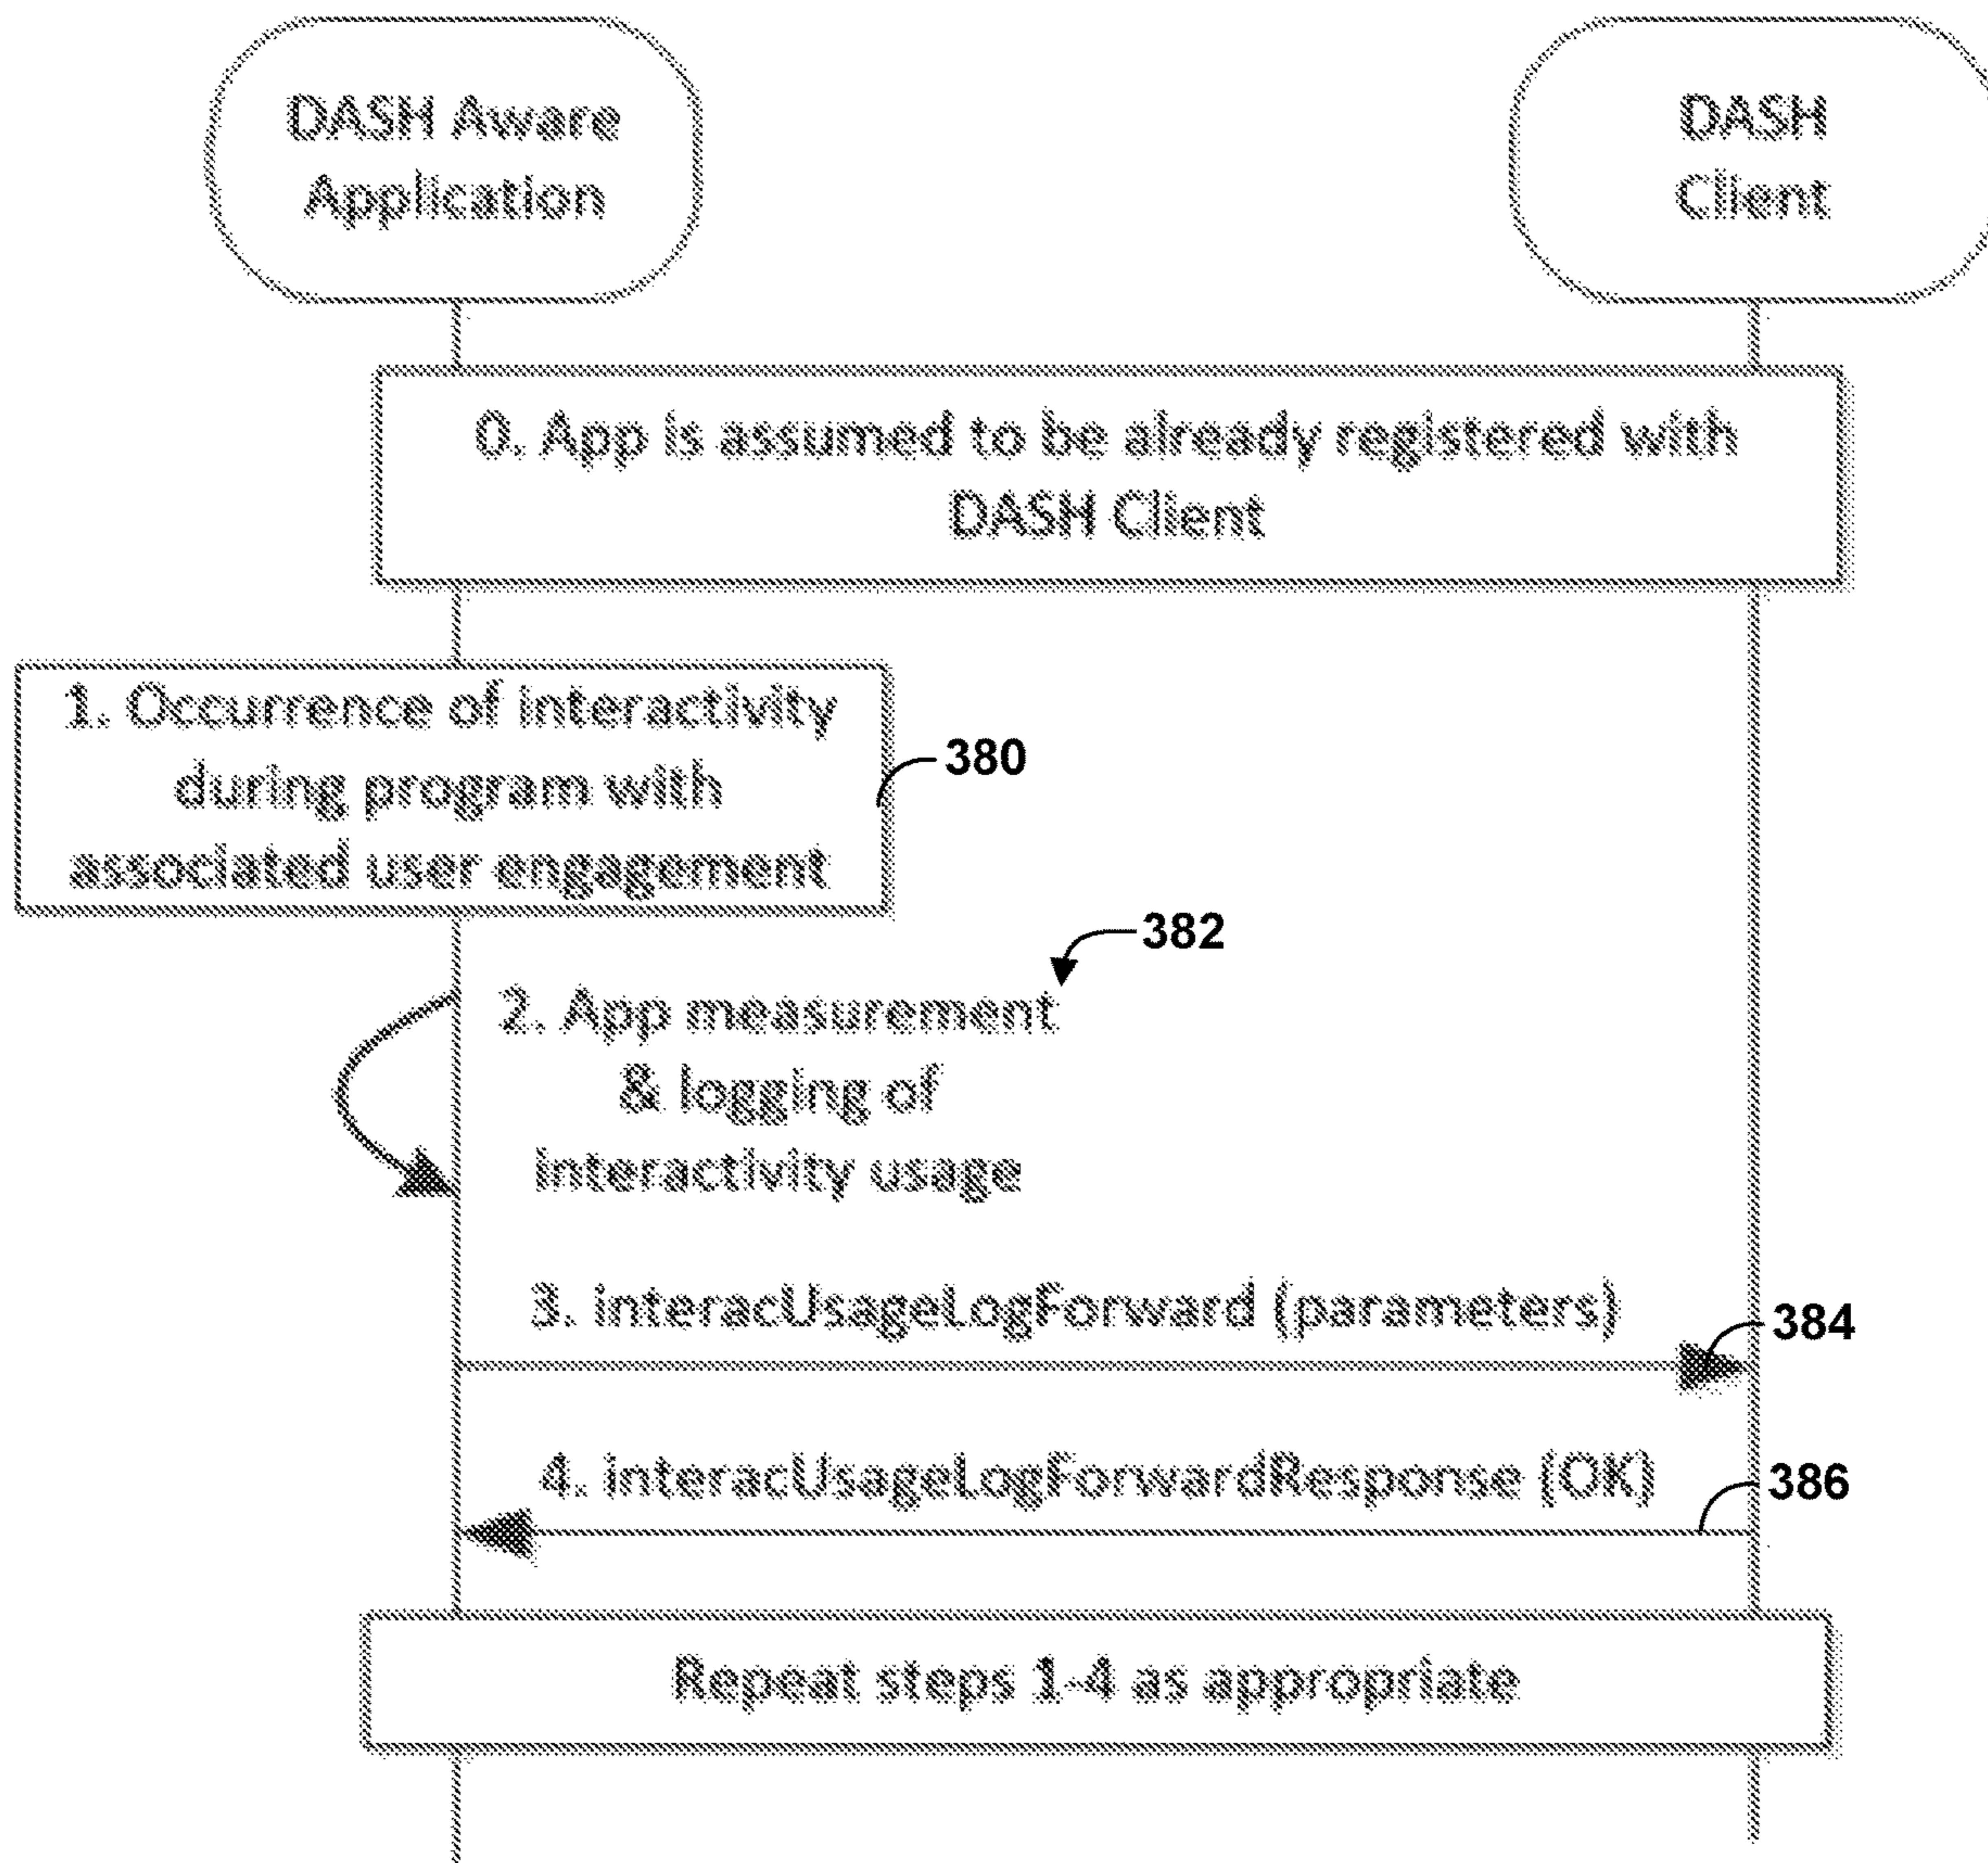 DASH Aware
Application
DASH
Client
0. App is assumed to be already registered with
DASH Client
1. Occurrence of interactivity
during program with
associated user engagement
380
382
2. App measurement
& logging of
interactivity usage
3. interacUsageLogForward (parameters)
384
4. interacUsageLogForwardResponse (OK)
386
Repeat steps 1-4 as appropriate